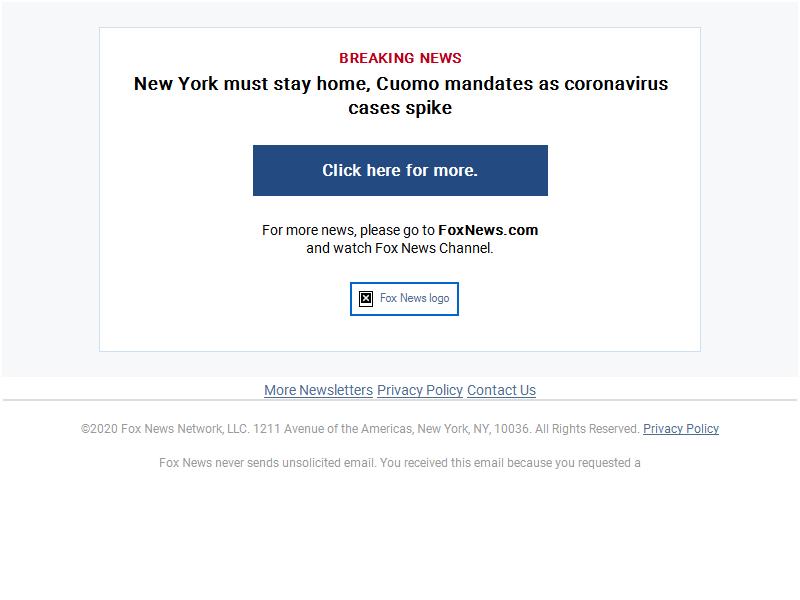 BREAKING NEWS
New York must stay home, Cuomo mandates as coronavirus
cases spike
Click here for more.
For more news, please go to FoxNews.com
and watch Fox News Channel.
Fox News logo
More Newsletters Privacy Policy Contact Us
©2020 Fox News Network, LLC. 1211 Avenue of the Americas, New York, NY, 10036. All Rights Reserved. Privacy Policy
Fox News never sends unsolicited email. You received this email because you requested a